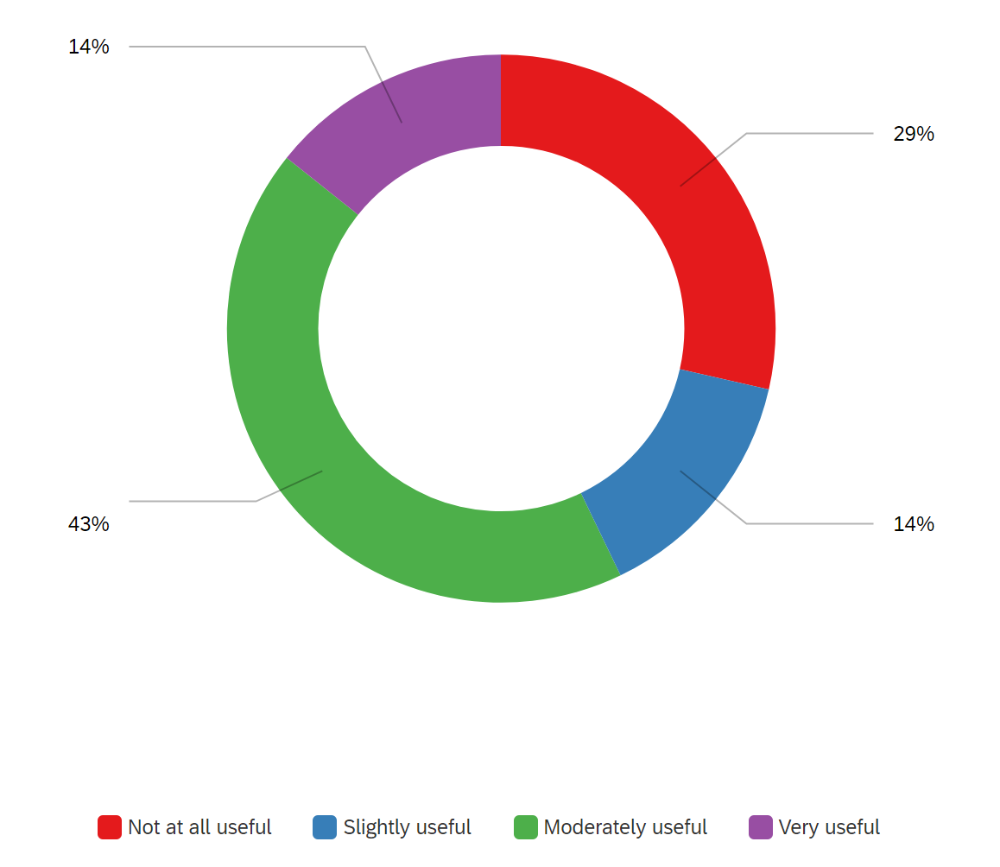 14%
29%
43%
14%
Not at all useful
Slightly useful
Moderately useful
Very useful